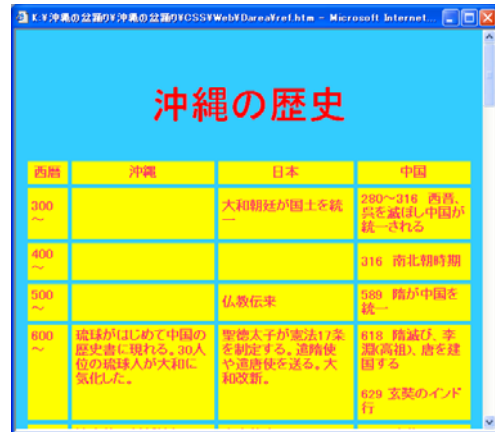 K:¥沖縄の盆踊り¥沖縄の盆踊り¥CSS¥Web¥Darea¥ref.htm - Microsoft Internet...
沖縄の歴史
西暦 沖縄 日本 中国
300
～
大和朝廷が国土を統
一
280～316 西晋、
呉を滅ぼし中国が
統一される
400
～
316 南北朝時期
500
～
仏教伝来
589 隋が中国を
統一
600
～
琉球がはじめて中国の
歴史書に現れる。30人
位の琉球人が大和に
気化した。
聖徳太子が憲法17条
を制定する。遣隋使
や遣唐使を送る。大
和改新。
618 隋滅び、李
淵(高祖)、唐を建
国する
629 玄奘のインド
行